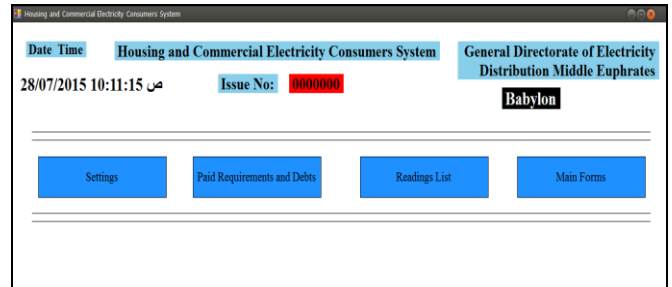 Housing and Commercial Electricity Consumers System
Date Time
Housing and Commercial Electricity Consumers System
General Directorate of Electricity
Distribution Middle Euphrates
28/07/2015 10:11:15 ص
Issue No:
0000000
Babylon
Settings
Paid Requirements and Debts
Readings List
Main Forms